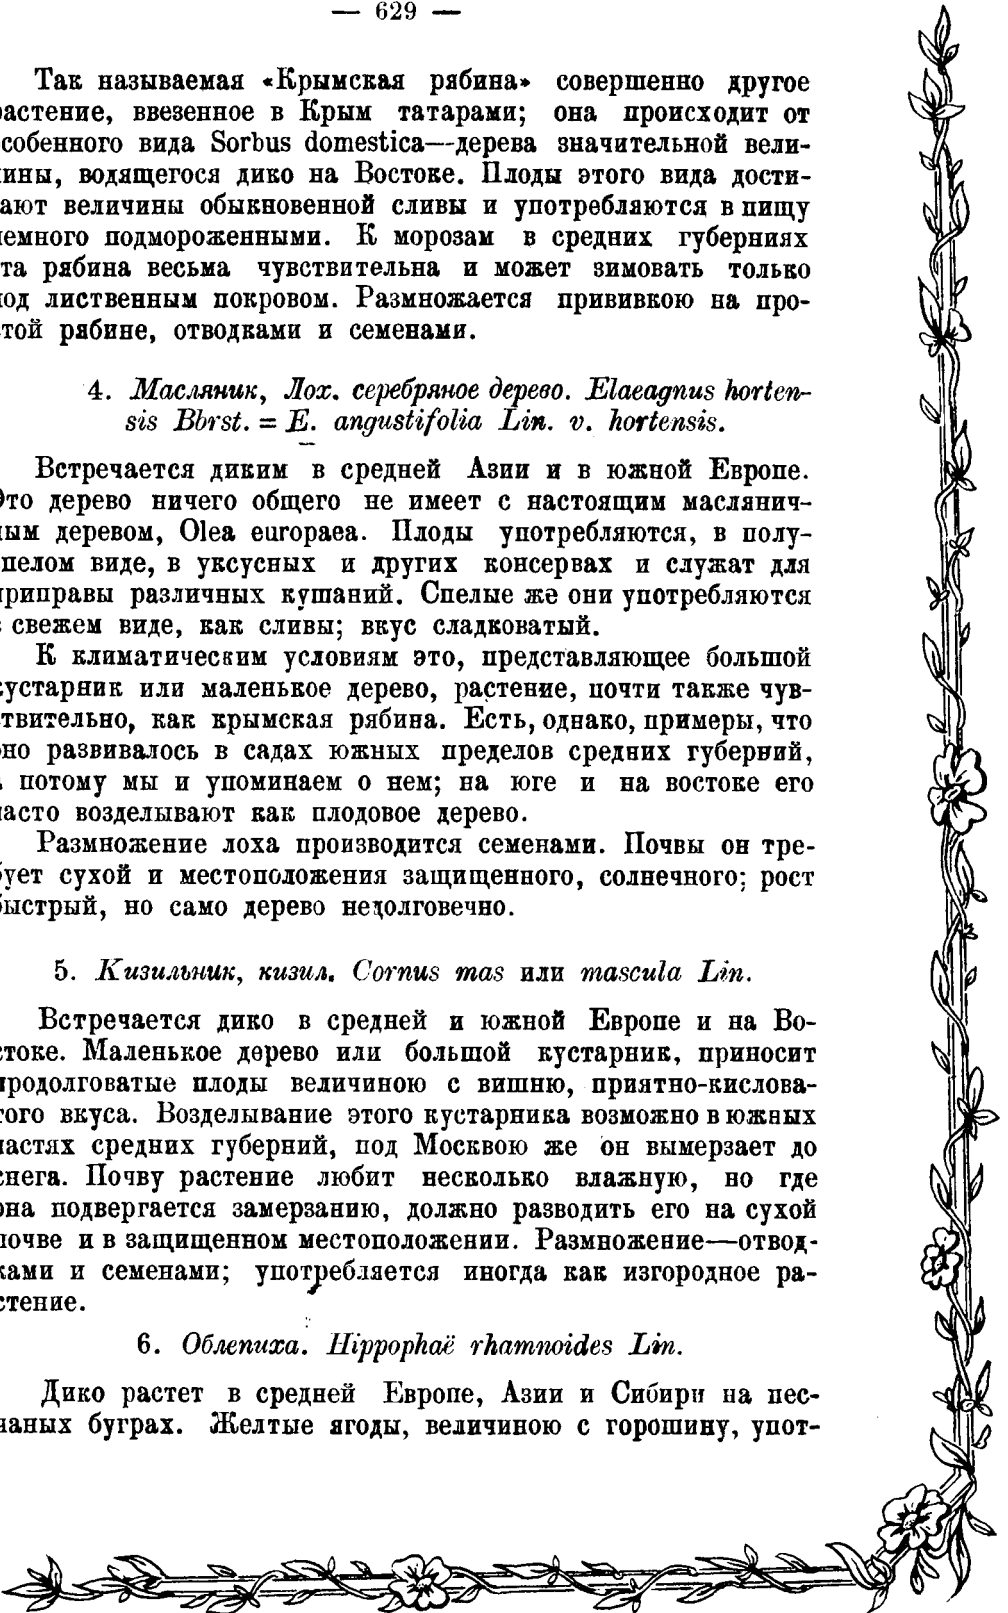 — 629 —
Так называемая «Крымская рябина» совершенно другое
растение, ввезенное в Крым татарами; она происходит от
особенного вида Sorbus domestica—дерева значительной вели-
чины, водящегося дико на Востоке. Плоды этого вида дости-
гают величины обыкновенной сливы и употребляются в пищу
немного подмороженными. К морозам в средних губерниях
эта рябина весьма чувствительна и может зимовать только
под лиственным покровом. Размножается прививкою на про-
стой рябине, отводками и семенами.
4. Масляник, Лох. серебряное дерево. Elaeagnus horten-
sis Bbrst. = E. angustifolia Lin. v. hortensis.
Встречается диким в средней Азии и в южной Европе.
Это дерево ничего общего не имеет с настоящим маслянич-
ным деревом, Olea europaea. Плоды употребляются, в полу-
спелом виде, в уксусных и других консервах и служат для
приправы различных кушаний. Спелые же они употребляются
в свежем виде, как сливы; вкус сладковатый.
К климатическим условиям это, представляющее большой
кустарник или маленькое дерево, растение, почти также чув-
ствительно, как крымская рябина. Есть, однако, примеры, что
оно развивалось в садах южных пределов средних губерний,
а потому мы и упоминаем о нем; на юге и на востоке его
часто возделывают как плодовое дерево.
Размножение лоха производится семенами. Почвы он тре-
бует сухой и местоположения защищенного, солнечного; рост
быстрый, но само дерево недолговечно.
5. Кизильник, кизил. Cornus mas или mascula Lin.
Встречается дико в средней и южной Европе и на Во-
стоке. Маленькое дерево или большой кустарник, приносит
продолговатые плоды величиною с вишню, приятно-кислова-
того вкуса. Возделывание этого кустарника возможно в южных
частях средних губерний, под Москвою же он вымерзает до
снега. Почву растение любит несколько влажную, но где
она подвергается замерзанию, должно разводить его на сухой
почве и в защищенном местоположении. Размножение—отвод-
ками и семенами; употребляется иногда как изгородное ра-
стение.
6. Облепиха. Hippophaë rhamnoides Lin.
Дико растет в средней Европе, Азии и Сибири на пес-
чаных буграх. Желтые ягоды, величиною с горошину, упот-